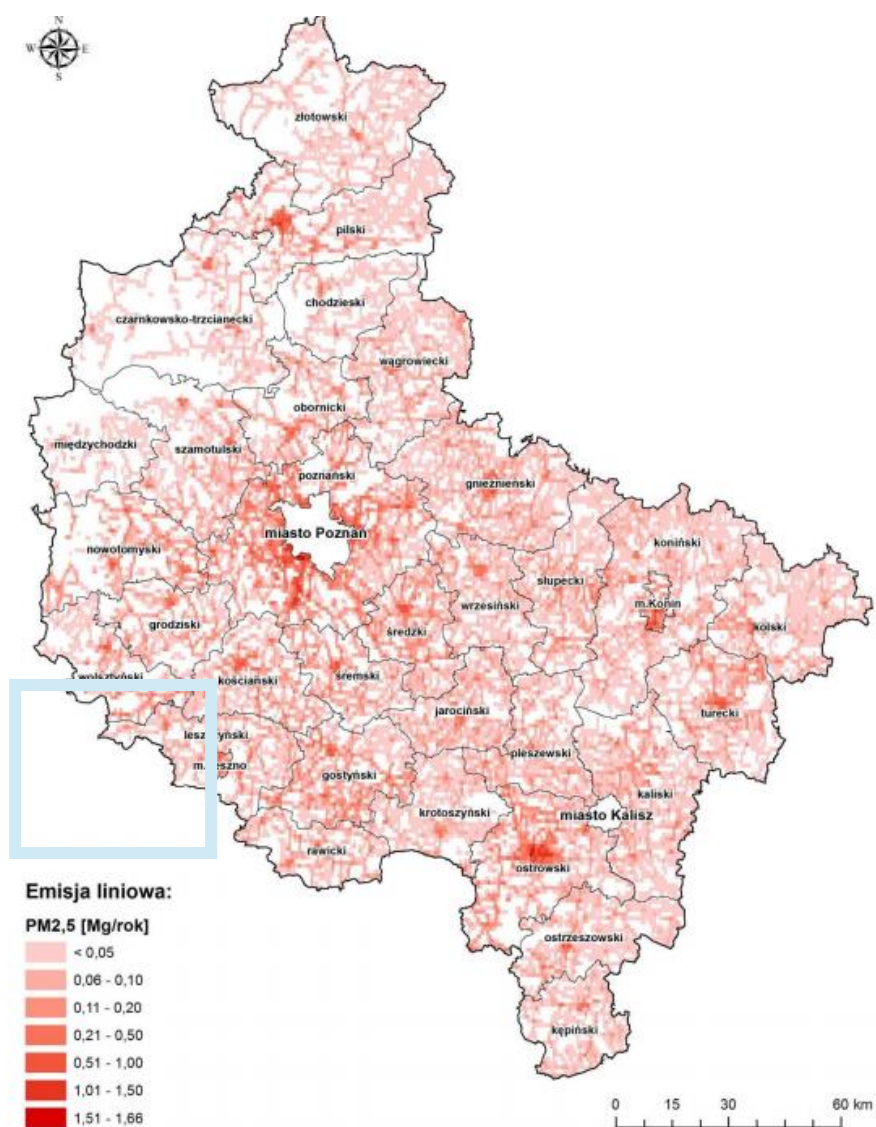 N
W E
S
złotowski
pilski
chodzieski
czarnkowsko-trzcianecki
wągrowiecki
obornicki
międzychodzki
szamotulski
poznański
gnieźnieński
miasto Poznań
koniński
nowotomyski
słupecki
wrzesiński
m.Konin
grodziski
kolski
średzki
wolsztyński
kościański
śremski
jarociński
turecki
pleszewski
gostyński
kaliski
krotoszyński
miasto Kalisz
rawicki
ostrowski
Emisja liniowa:
PM2,5 [Mg/rok]
< 0,05
0,06 - 0,10
0,11 - 0,20
0,21 - 0,50
0,51 - 1,00
1,01 - 1,50
1,51 - 1,66
ostrzeszowski
kępiński
0 15 30 60 km